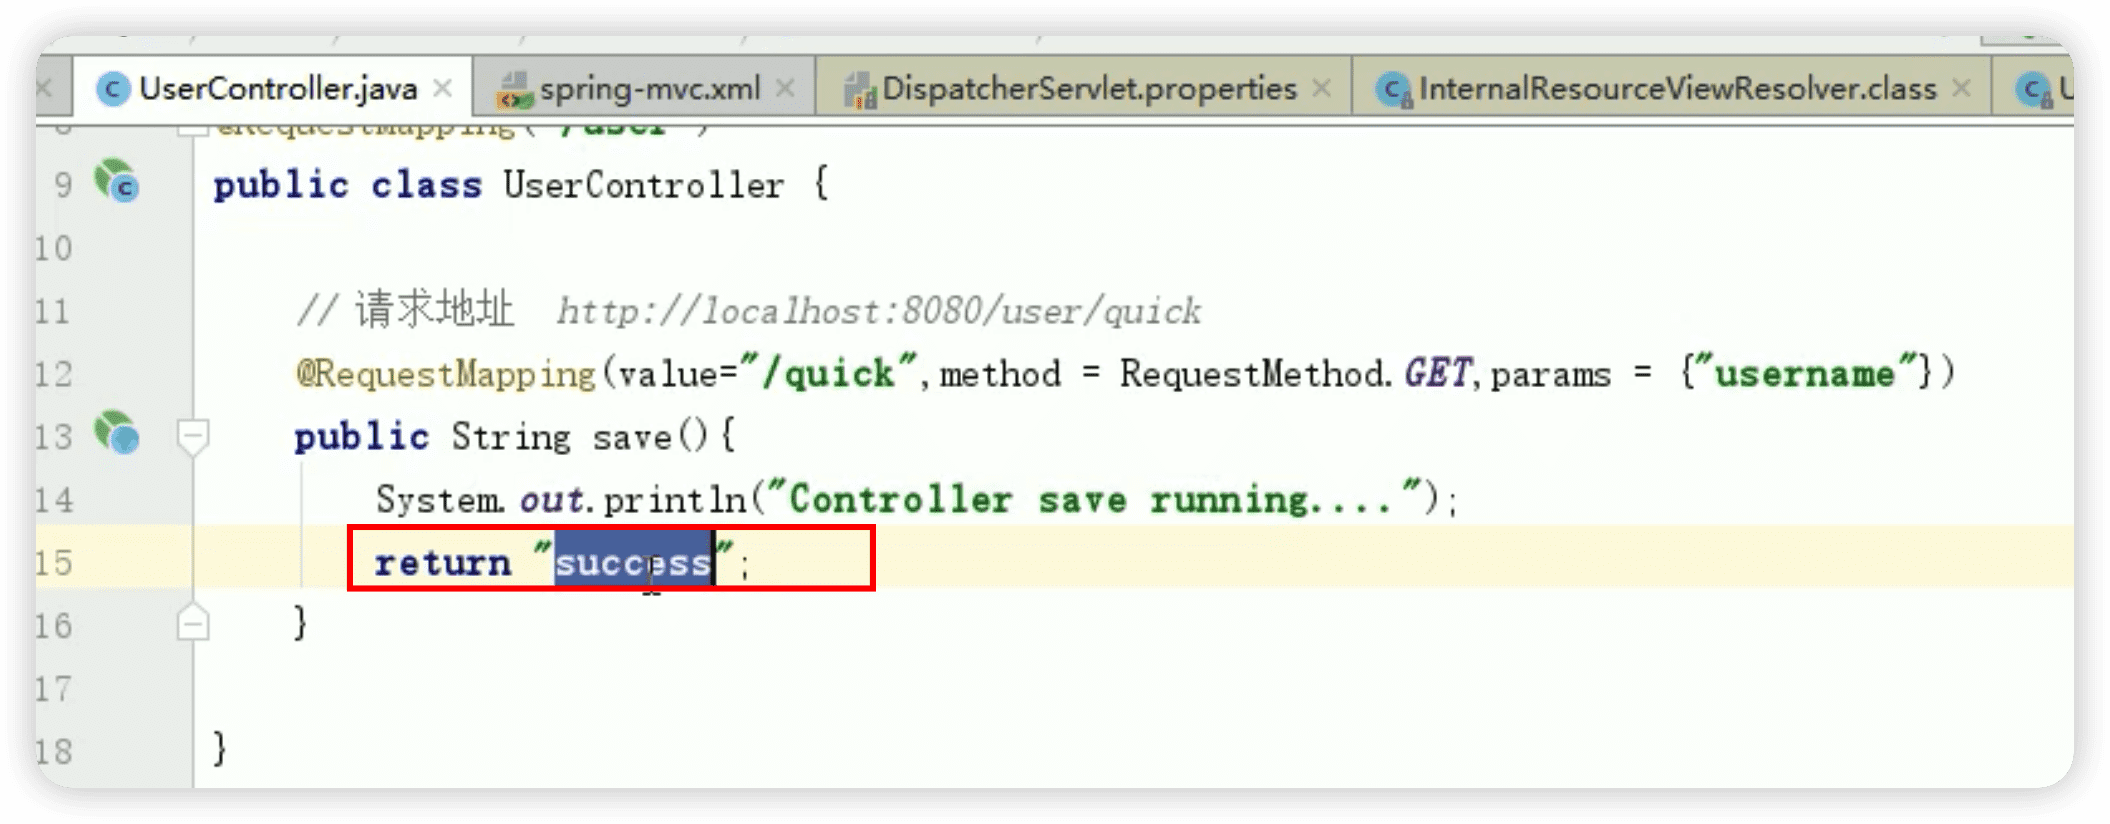 UserController.java spring-mvc.xml DispatcherServlet.properties InternalResourceViewResolver.class
@RequestMapping("/user")
9 public class UserController {
10
11 // 请求地址 http://localhost:8080/user/quick
12 @RequestMapping(value="/quick",method = RequestMethod.GET,params = {"username"})
13 public String save(){
14 System.out.println("Controller save running....");
15 return "success";
16 }
17
18 }